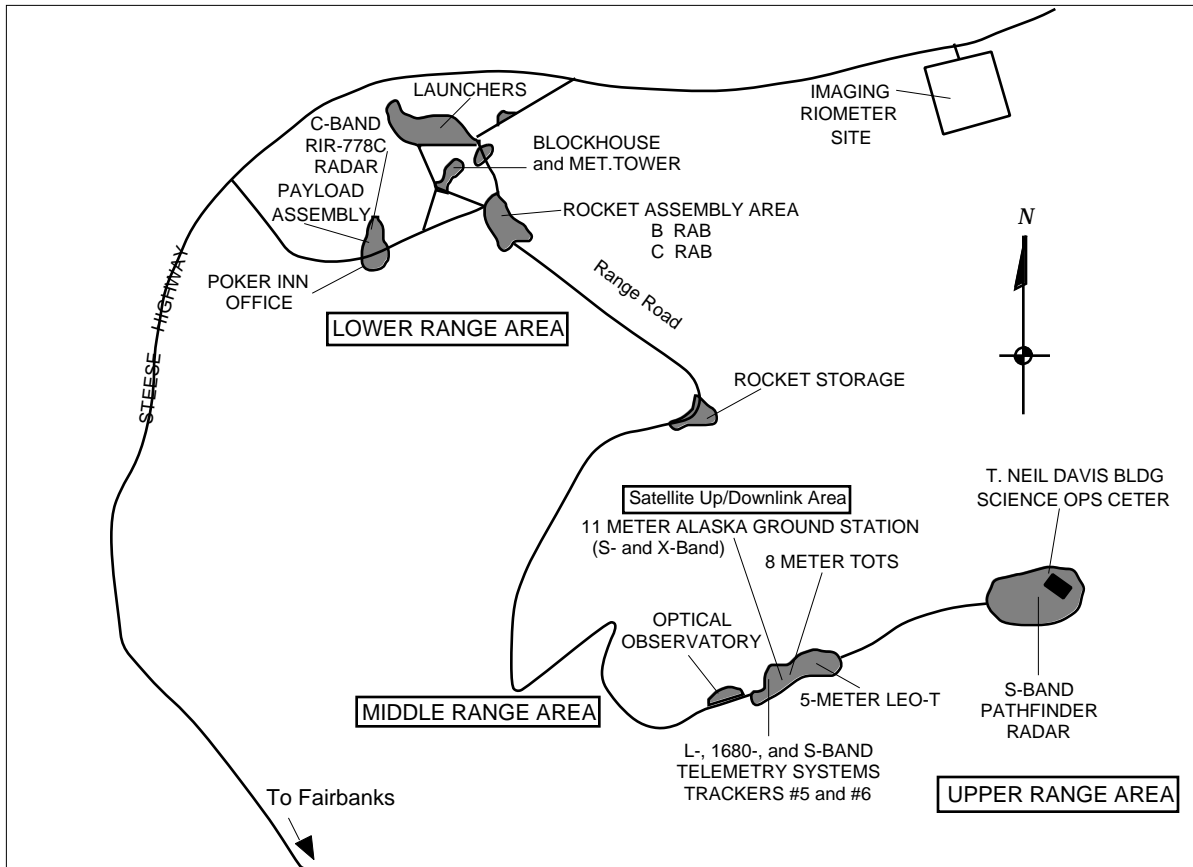 LAUNCHERS
C-BAND
RIR-778C
RADAR
PAYLOAD
ASSEMBLY
POKER INN
OFFICE
BLOCKHOUSE
and MET.TOWER
ROCKET ASSEMBLY AREA
B RAB
C RAB
IMAGING
RIOMETER
SITE
N
STEESE HIGHWAY
Range Road
LOWER RANGE AREA
ROCKET STORAGE
T. NEIL DAVIS BLDG
SCIENCE OPS CETER
Satellite Up/Downlink Area
11 METER ALASKA GROUND STATION
(S- and X-Band)
8 METER TOTS
OPTICAL
OBSERVATORY
5-METER LEO-T
MIDDLE RANGE AREA
L-, 1680-, and S-BAND
TELEMETRY SYSTEMS
TRACKERS #5 and #6
S-BAND
PATHFINDER
RADAR
UPPER RANGE AREA
To Fairbanks